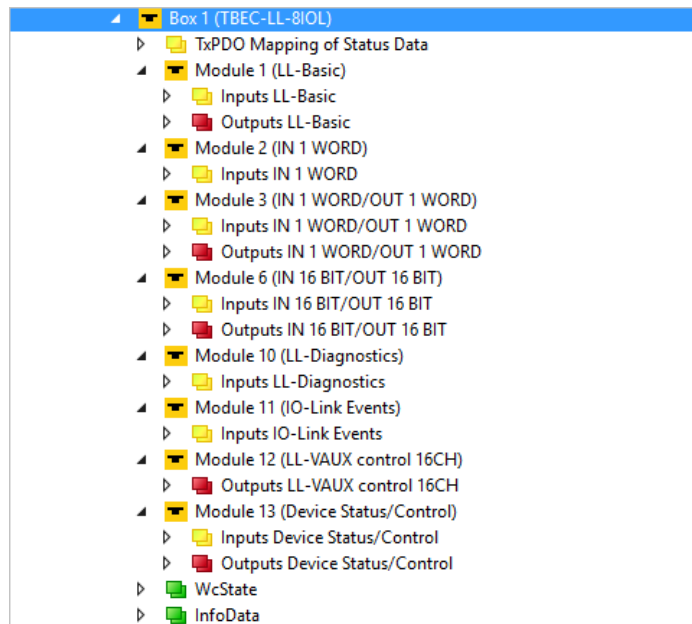 Box 1 (TBEC-LL-8IOL)
TxPDO Mapping of Status Data
Module 1 (LL-Basic)
Inputs LL-Basic
Outputs LL-Basic
Module 2 (IN 1 WORD)
Inputs IN 1 WORD
Module 3 (IN 1 WORD/OUT 1 WORD)
Inputs IN 1 WORD/OUT 1 WORD
Outputs IN 1 WORD/OUT 1 WORD
Module 6 (IN 16 BIT/OUT 16 BIT)
Inputs IN 16 BIT/OUT 16 BIT
Outputs IN 16 BIT/OUT 16 BIT
Module 10 (LL-Diagnostics)
Inputs LL-Diagnostics
Module 11 (IO-Link Events)
Inputs IO-Link Events
Module 12 (LL-VAUX control 16CH)
Outputs LL-VAUX control 16CH
Module 13 (Device Status/Control)
Inputs Device Status/Control
Outputs Device Status/Control
WcState
InfoData